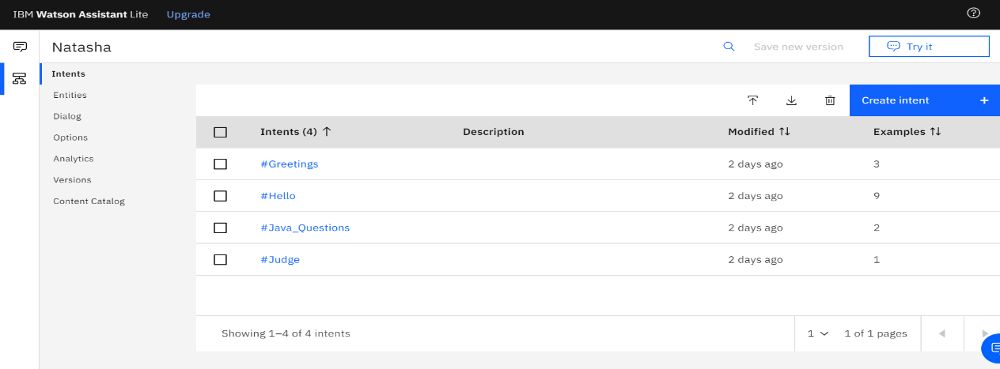 IBM Watson Assistant Lite Upgrade
Natasha Save new version Try it
Intents
Entities
Dialog
Options
Analytics
Versions
Content Catalog
Create intent +
Intents (4) Description Modified Examples
#Greetings 2 days ago 3
#Hello 2 days ago 9
#Java_Questions 2 days ago 2
#Judge 2 days ago 1
Showing 1–4 of 4 intents 1 1 of 1 pages